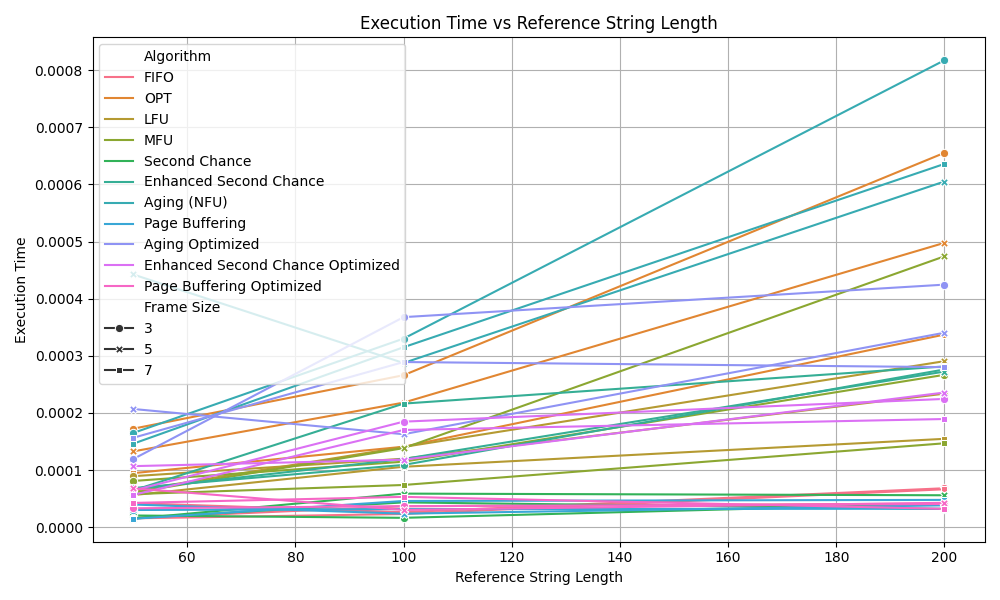 Execution Time vs Reference String Length
Execution Time
0.0008
0.0007
0.0006
0.0005
0.0004
0.0003
0.0002
0.0001
0.0000
Algorithm
FIFO
OPT
LFU
MFU
Second Chance
Enhanced Second Chance
Aging (NFU)
Page Buffering
Aging Optimized
Enhanced Second Chance Optimized
Page Buffering Optimized
Frame Size
3
5
7
60 80 100 120 140 160 180 200
Reference String Length